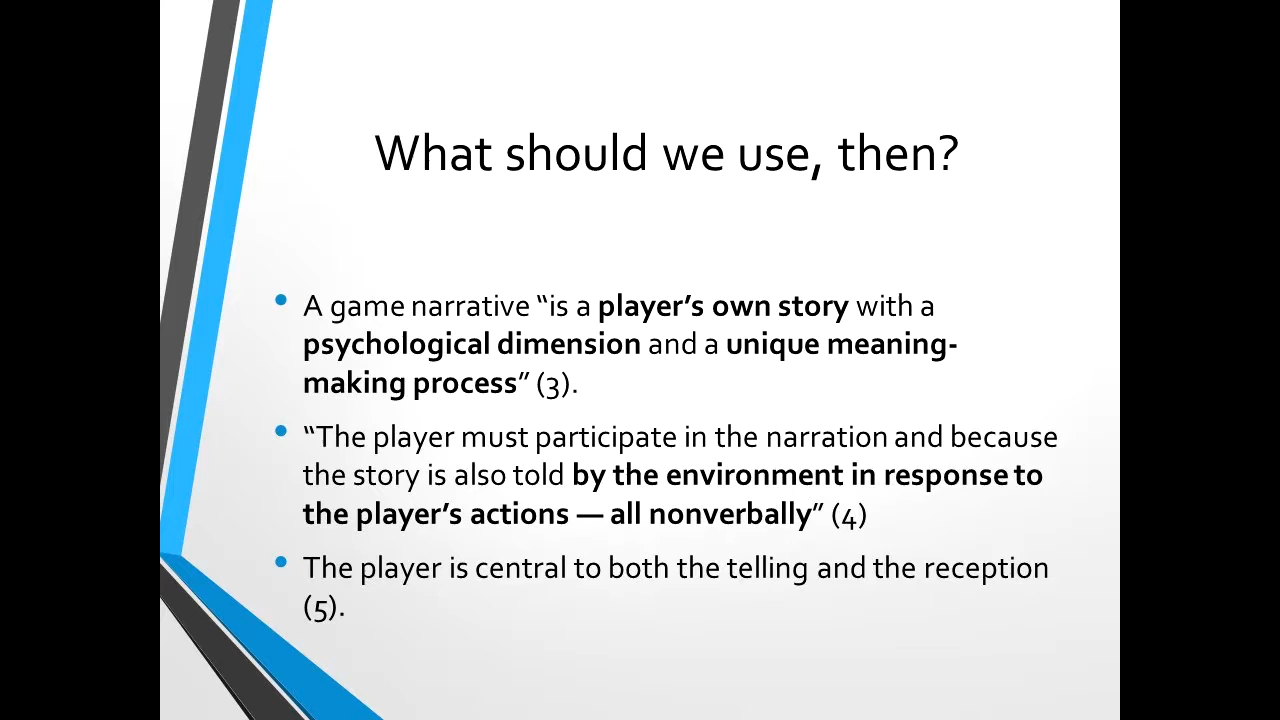 What should we use, then?
• A game narrative “is a player’s own story with a
psychological dimension and a unique meaning-
making process” (3).
• “The player must participate in the narration and because
the story is also told by the environment in response to
the player’s actions — all nonverbally” (4)
• The player is central to both the telling and the reception
(5).